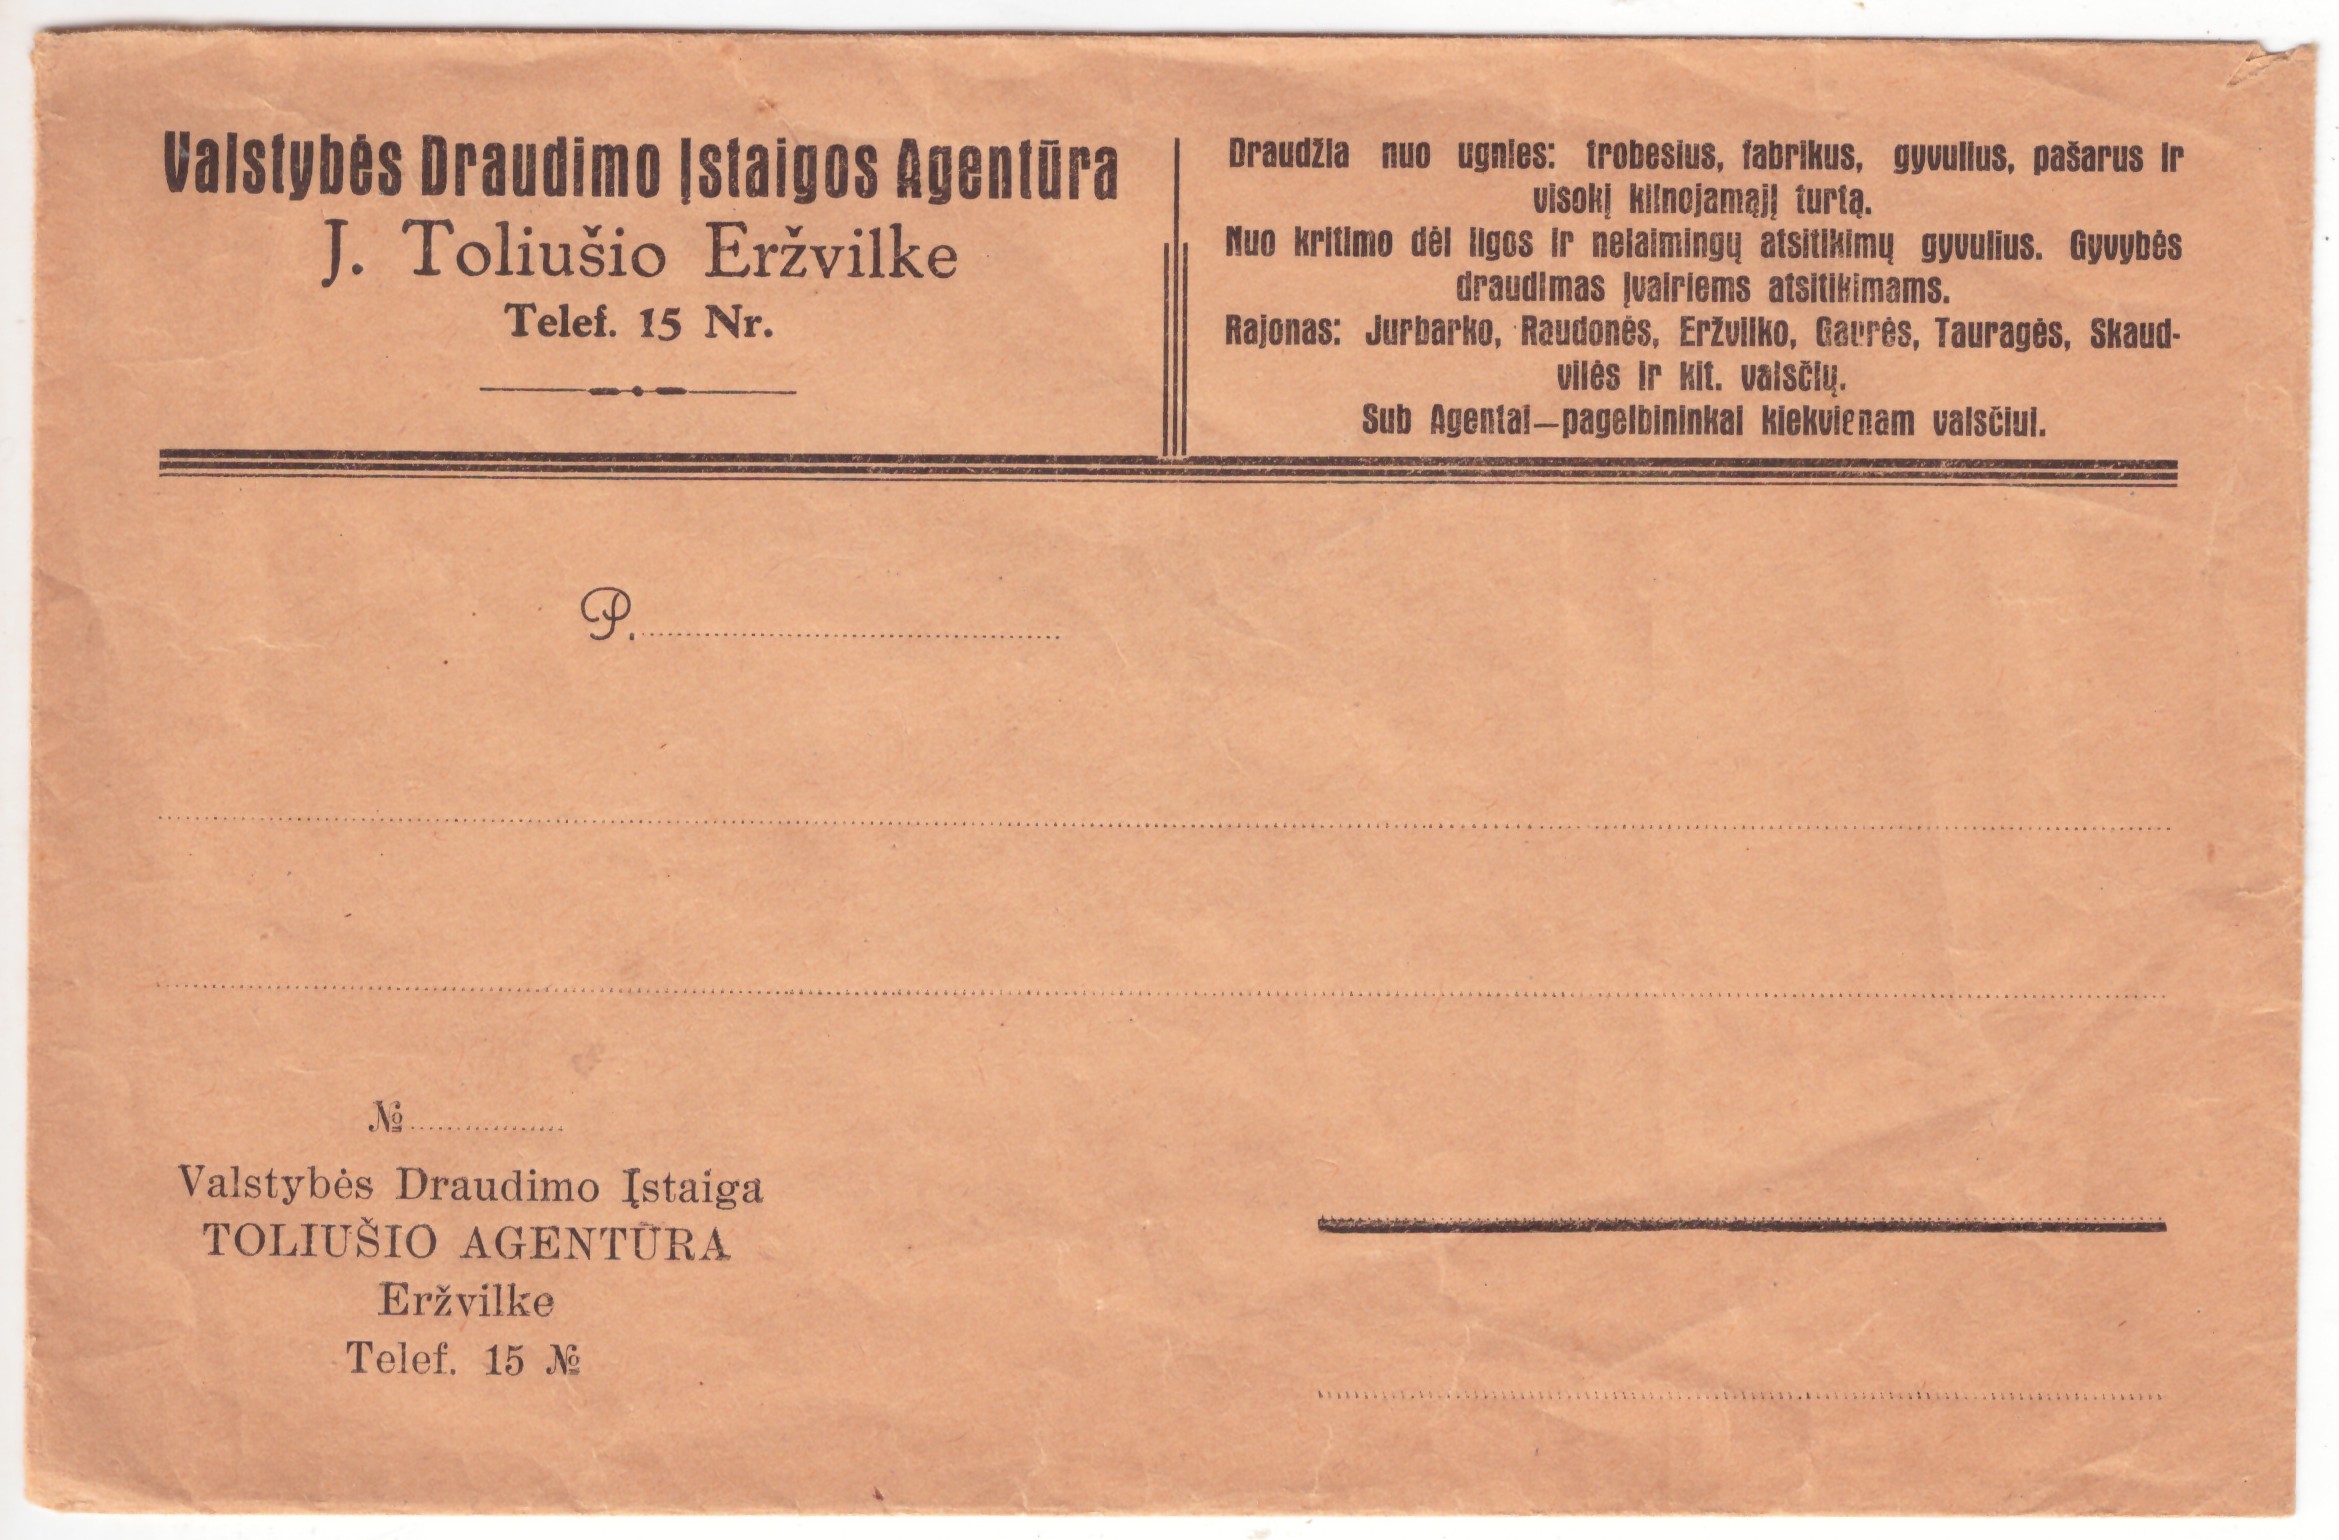 Valstybės Draudimo Įstaigos Agentūra
J. Toliušio Eržvilke
Telef. 15 Nr.
Draudžia nuo ugnies: trobesius, fabrikus, gyvulius, pašarus ir
visokį kilnojamąjį turtą.
Nuo kritimo dėl ligos ir nelaimingų atsitikimų gyvulius. Gyvybės
draudimas įvairiems atsitikimams.
Rajonas: Jurbarko, Raudonės, Eržvilko, Gaurės, Tauragės, Skaud-
vilės ir kit. valsčių.
Sub Agentai—pagelbininkai kiekvienam valsčiui.
P.
№
Valstybės Draudimo Įstaiga
TOLIUŠIO AGENTŪRA
Eržvilke
Telef. 15 №